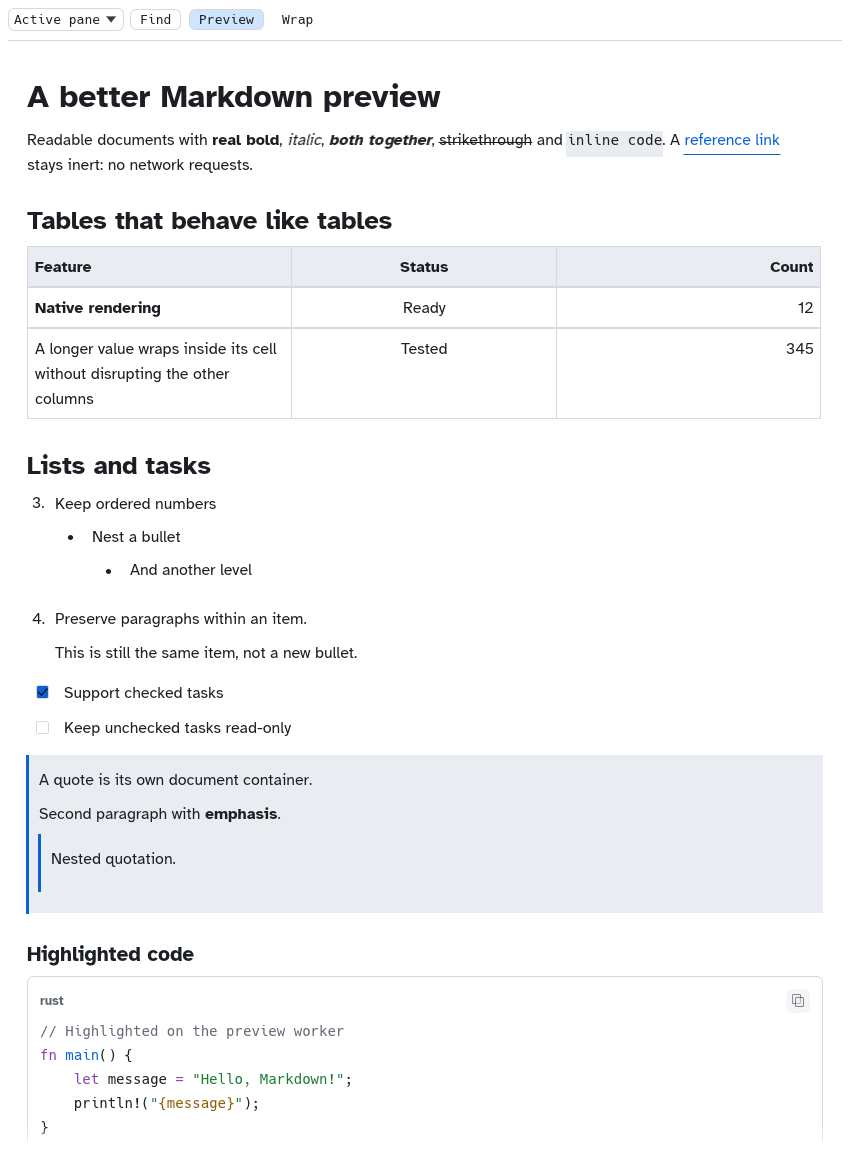 Active pane Find Preview Wrap
A better Markdown preview
Readable documents with real bold, italic, both together, strikethrough and inline code. A reference link
stays inert: no network requests.
Tables that behave like tables
Feature Status Count
Native rendering Ready 12
A longer value wraps inside its cell Tested 345
without disrupting the other
columns
Lists and tasks
3. Keep ordered numbers
• Nest a bullet
• And another level
4. Preserve paragraphs within an item.
This is still the same item, not a new bullet.
Support checked tasks
Keep unchecked tasks read-only
A quote is its own document container.
Second paragraph with emphasis.
Nested quotation.
Highlighted code
rust
// Highlighted on the preview worker
fn main() {
    let message = "Hello, Markdown!";
    println!("{message}");
}